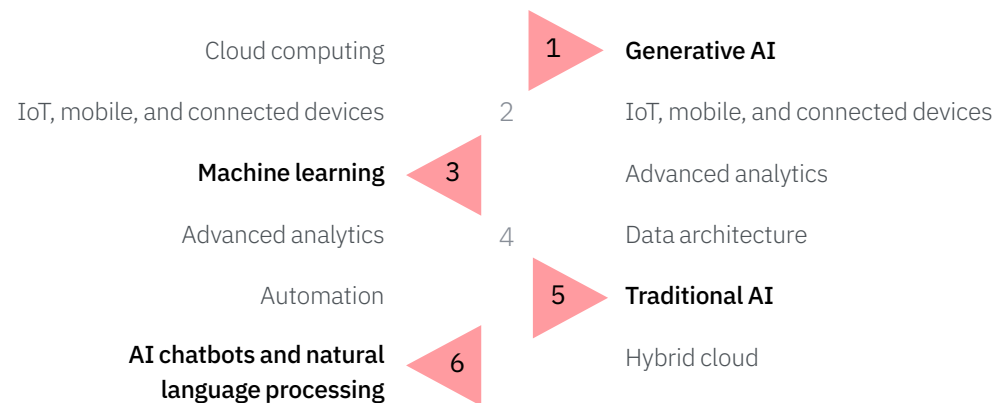 Cloud computing 1 Generative AI
IoT, mobile, and connected devices 2 IoT, mobile, and connected devices
Machine learning 3 Advanced analytics
Advanced analytics 4 Data architecture
Automation 5 Traditional AI
AI chatbots and natural
language processing 6 Hybrid cloud